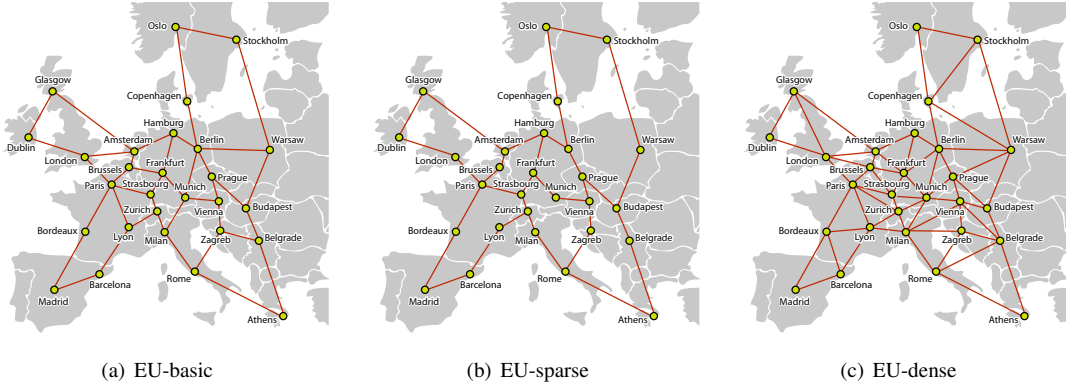 Oslo
Stockholm
Glasgow
Copenhagen
Hamburg
Dublin
Amsterdam
Berlin
Warsaw
London
Brussels
Frankfurt
Paris
Strasbourg
Munich
Prague
Zurich
Vienna
Budapest
Bordeaux
Lyon
Milan
Zagreb
Belgrade
Barcelona
Rome
Madrid
Athens
(a) EU-basic
Oslo
Stockholm
Glasgow
Copenhagen
Hamburg
Dublin
Amsterdam
Berlin
Warsaw
London
Brussels
Frankfurt
Paris
Strasbourg
Munich
Prague
Zurich
Vienna
Budapest
Bordeaux
Lyon
Milan
Zagreb
Belgrade
Barcelona
Rome
Madrid
Athens
(b) EU-sparse
Oslo
Stockholm
Glasgow
Copenhagen
Hamburg
Dublin
Amsterdam
Berlin
Warsaw
London
Brussels
Frankfurt
Paris
Strasbourg
Munich
Prague
Zurich
Vienna
Budapest
Bordeaux
Lyon
Milan
Zagreb
Belgrade
Barcelona
Rome
Madrid
Athens
(c) EU-dense